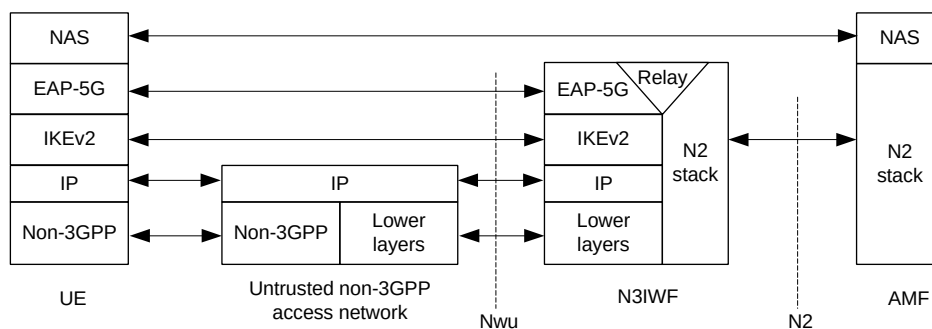 NAS
NAS
EAP-5G
EAP-5G
Relay
IKEv2
IKEv2
N2
stack
N2
stack
IP
IP
IP
Non-3GPP
Non-3GPP
Lower
layers
Lower
layers
UE
Untrusted non-3GPP
access network
N3IWF
AMF
Nwu
N2